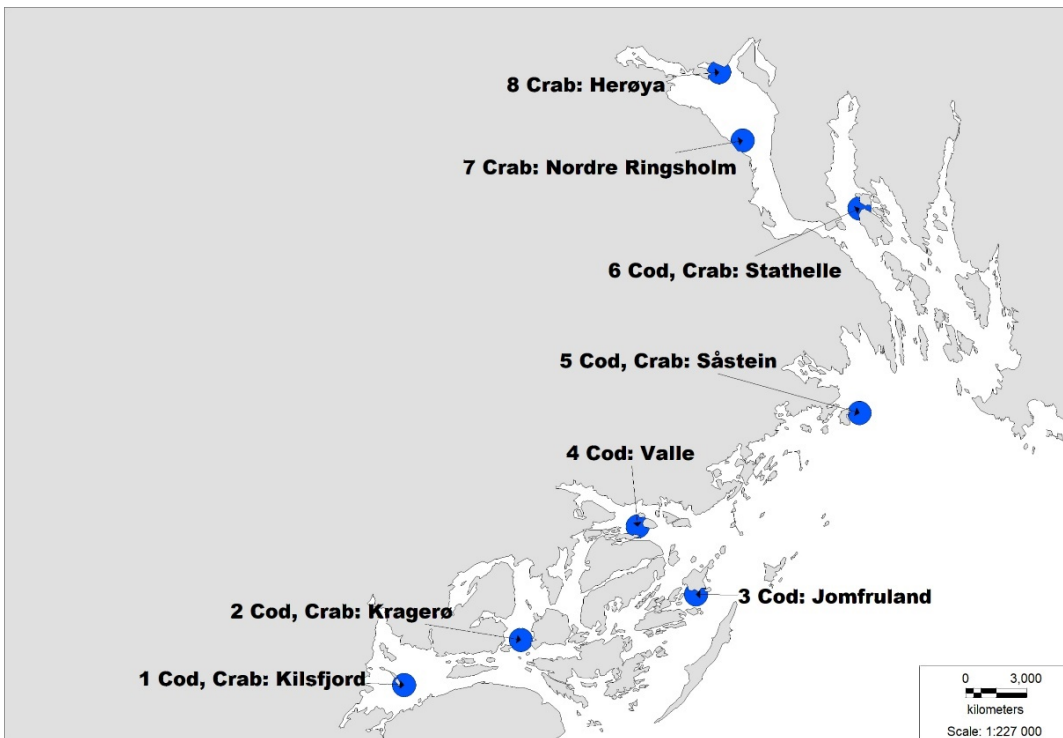 8 Crab: Herøya
7 Crab: Nordre Ringsholm
6 Cod, Crab: Stathelle
5 Cod, Crab: Såstein
4 Cod: Valle
3 Cod: Jomfruland
2 Cod, Crab: Kragerø
1 Cod, Crab: Kilsfjord
0 3,000
kilometers
Scale: 1:227 000